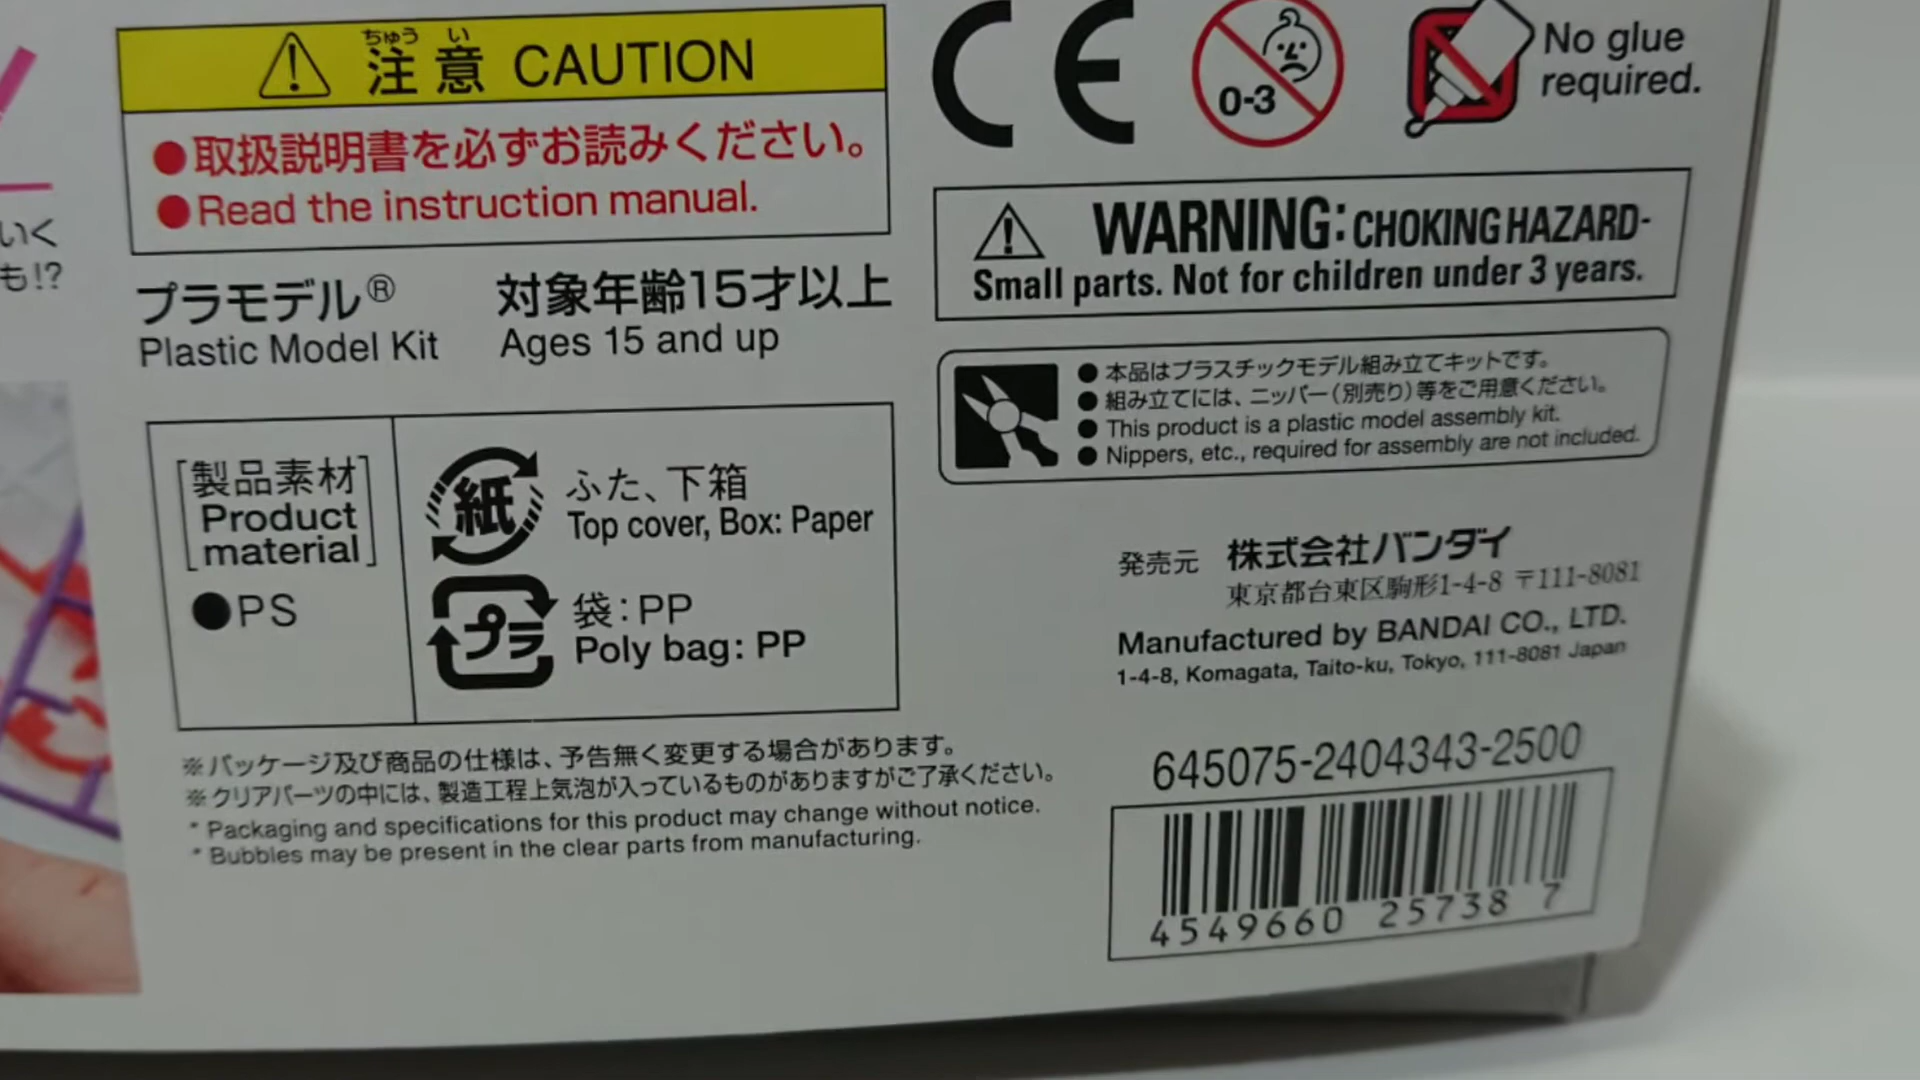 いく
も!?
ちゅう い
注意 CAUTION
●取扱説明書を必ずお読みください。
●Read the instruction manual.
プラモデル®
Plastic Model Kit
対象年齢15才以上
Ages 15 and up
[製品素材
Product
material]
●PS
紙
ふた、下箱
Top cover, Box: Paper
プラ
袋:PP
Poly bag: PP
※パッケージ及び商品の仕様は、予告無く変更する場合があります。
※クリアパーツの中には、製造工程上気泡が入っているものがありますがご了承ください。
* Packaging and specifications for this product may change without notice.
* Bubbles may be present in the clear parts from manufacturing.
CE
0-3
No glue
required.
WARNING: CHOKING HAZARD-
Small parts. Not for children under 3 years.
● 本品はプラスチックモデル組み立てキットです。
● 組み立てには、ニッパー(別売り)等をご用意ください。
● This product is a plastic model assembly kit.
● Nippers, etc., required for assembly are not included.
発売元 株式会社バンダイ
東京都台東区駒形1-4-8 〒111-8081
Manufactured by BANDAI CO., LTD.
1-4-8, Komagata, Taito-ku, Tokyo, 111-8081 Japan
645075-2404343-2500
4549660 25738 7